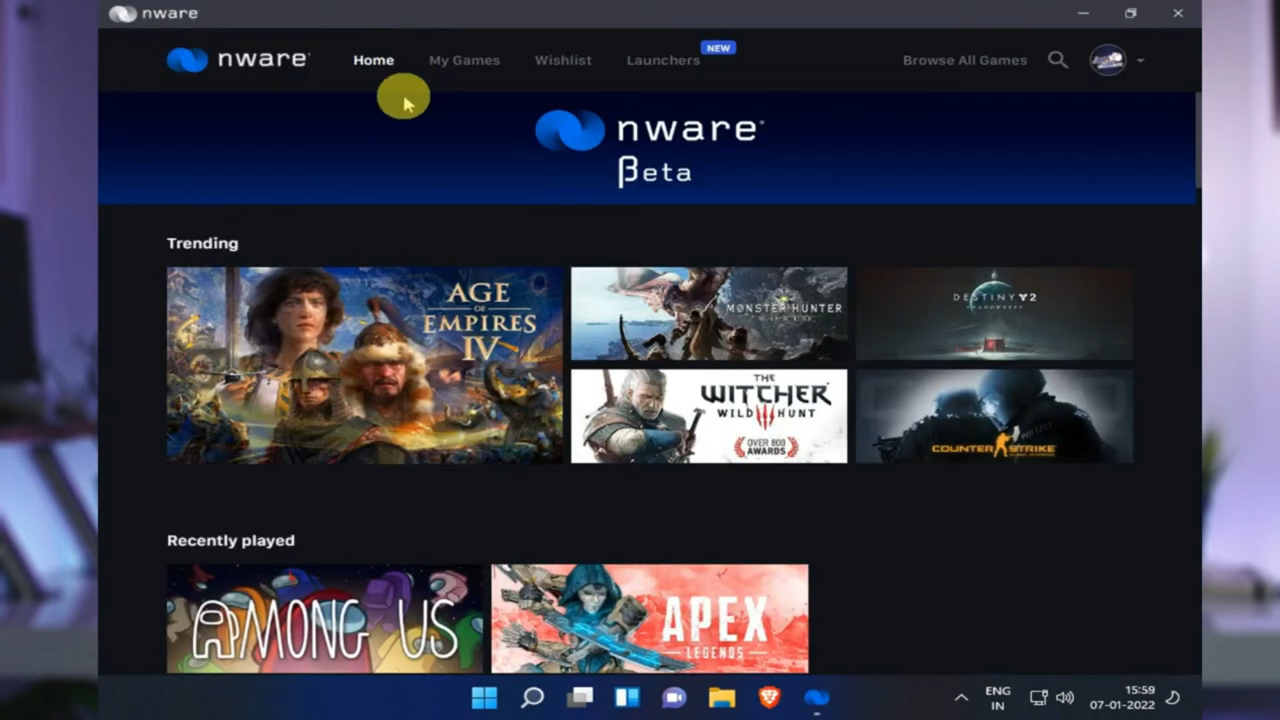 nware
nware
Home
My Games
Wishlist
Launchers
NEW
Browse All Games
nware
βeta
Trending
AGE
OF
EMPIRES
IV
MONSTER HUNTER
DESTINY 2
THE
WITCHER
WILD HUNT
OVER 800
AWARDS
COUNTER STRIKE
Recently played
AMONG US
APEX
LEGENDS
ENG
IN
15:59
07-01-2022